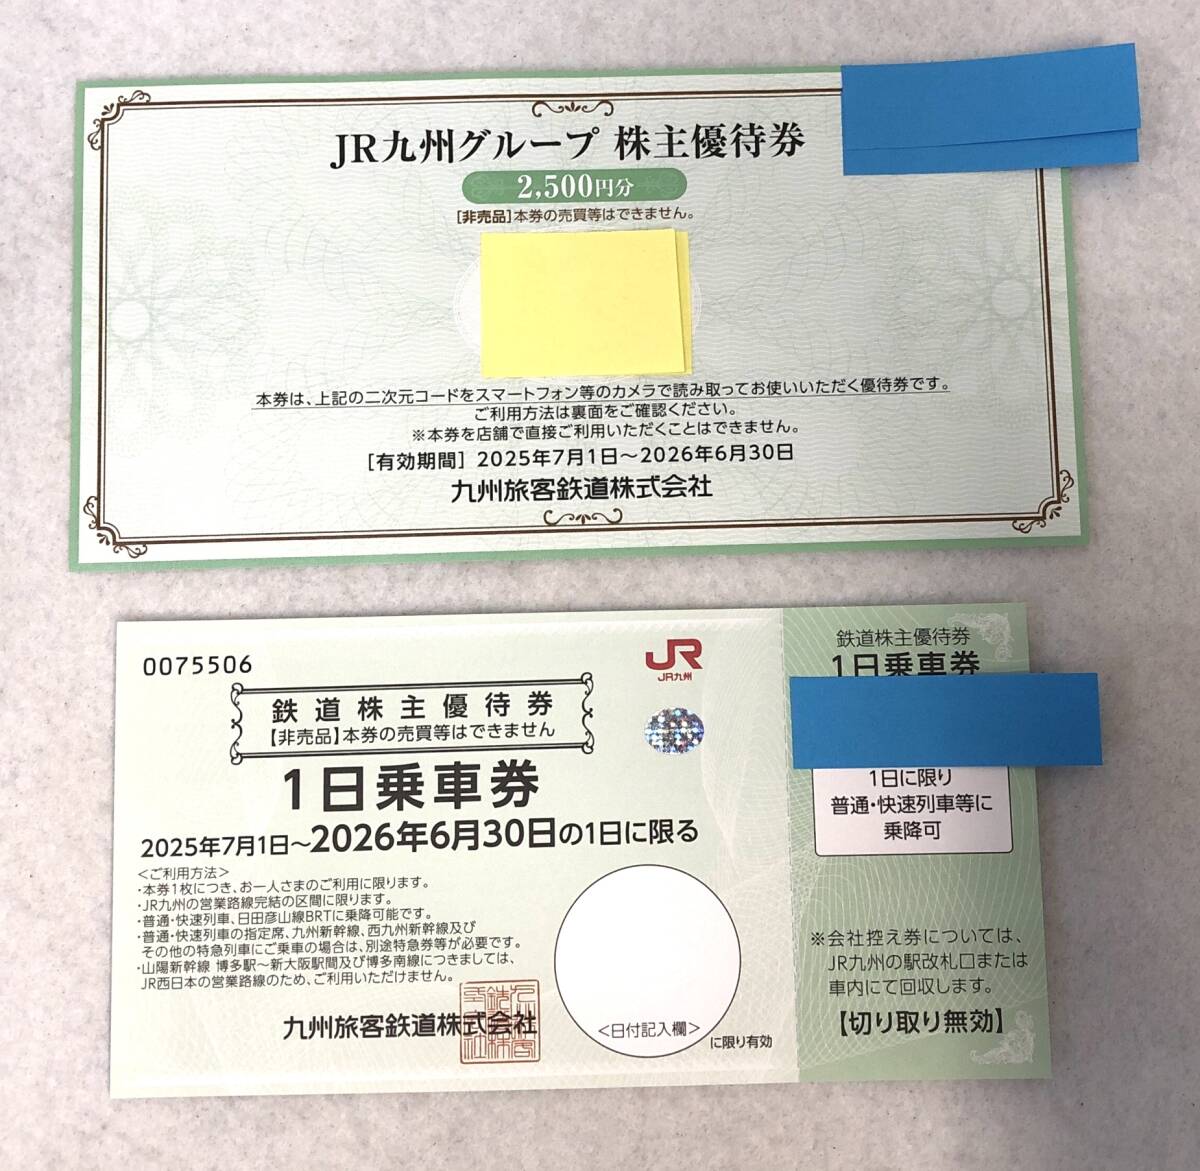 JR九州グループ 株主優待券
2,500円分
[非売品]本券の売買等はできません。
本券は、上記の二次元コードをスマートフォン等のカメラで読み取ってお使いいただく優待券です。
ご利用方法は裏面をご確認ください。
※本券を店舗で直接ご利用いただくことはできません。
[有効期間] 2025年7月1日～2026年6月30日
九州旅客鉄道株式会社
0075506
JR
JR九州
鉄道株主優待券
【非売品】本券の売買等はできません
1日乗車券
2025年7月1日～2026年6月30日の1日に限る
<ご利用方法>
・本券1枚につき、お一人さまのご利用に限ります。
・JR九州の営業路線完結の区間に限ります。
・普通・快速列車、日田彦山線BRTに乗降可能です。
・普通・快速列車の指定席、九州新幹線、西九州新幹線及び
その他の特急列車にご乗車の場合は、別途特急券等が必要です。
・山陽新幹線 博多駅～新大阪駅間及び博多南線につきましては、
JR西日本の営業路線のため、ご利用いただけません。
九州旅客鉄道株式会社
<日付記入欄>
に限り有効
鉄道株主優待券
1日乗車券
1日に限り
普通・快速列車等に
乗降可
※会社控え券については、
JR九州の駅改札口または
車内にて回収します。
【切り取り無効】